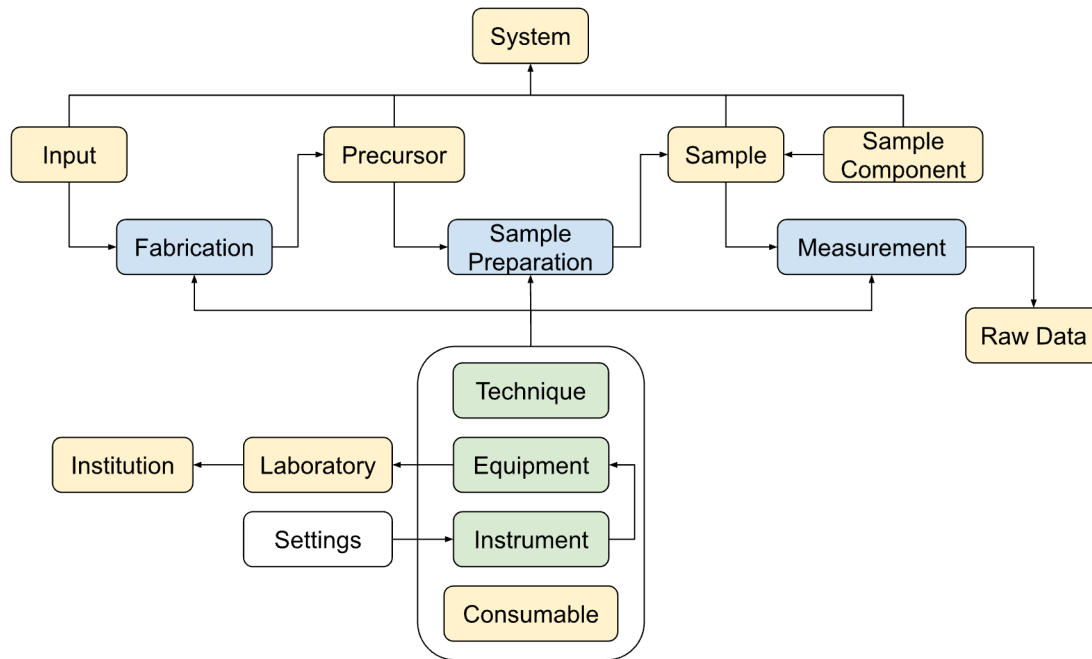 System
Input
Precursor
Sample
Sample
Component
Fabrication
Sample
Preparation
Measurement
Raw Data
Technique
Institution
Laboratory
Equipment
Settings
Instrument
Consumable